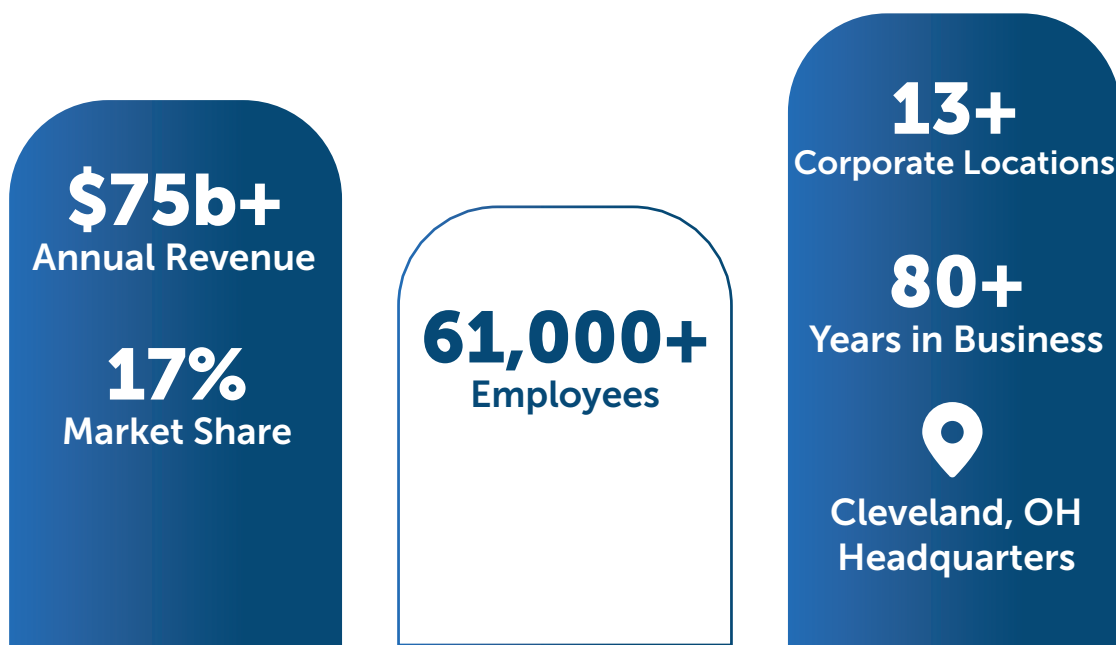 $75b+
Annual Revenue
17%
Market Share
61,000+
Employees
13+
Corporate Locations
80+
Years in Business
Cleveland, OH
Headquarters